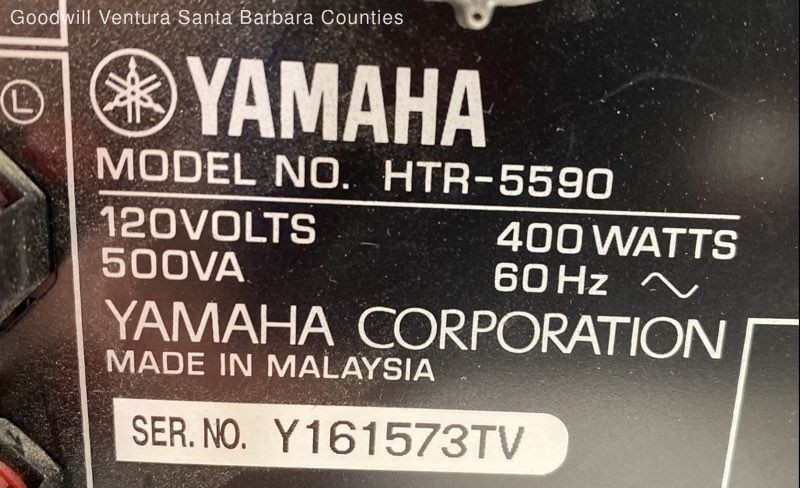 Goodwill Ventura Santa Barbara Counties
L
YAMAHA
MODEL NO. HTR-5590
120VOLTS 400 WATTS
500VA 60 Hz ~
YAMAHA CORPORATION
MADE IN MALAYSIA
SER. NO. Y161573TV